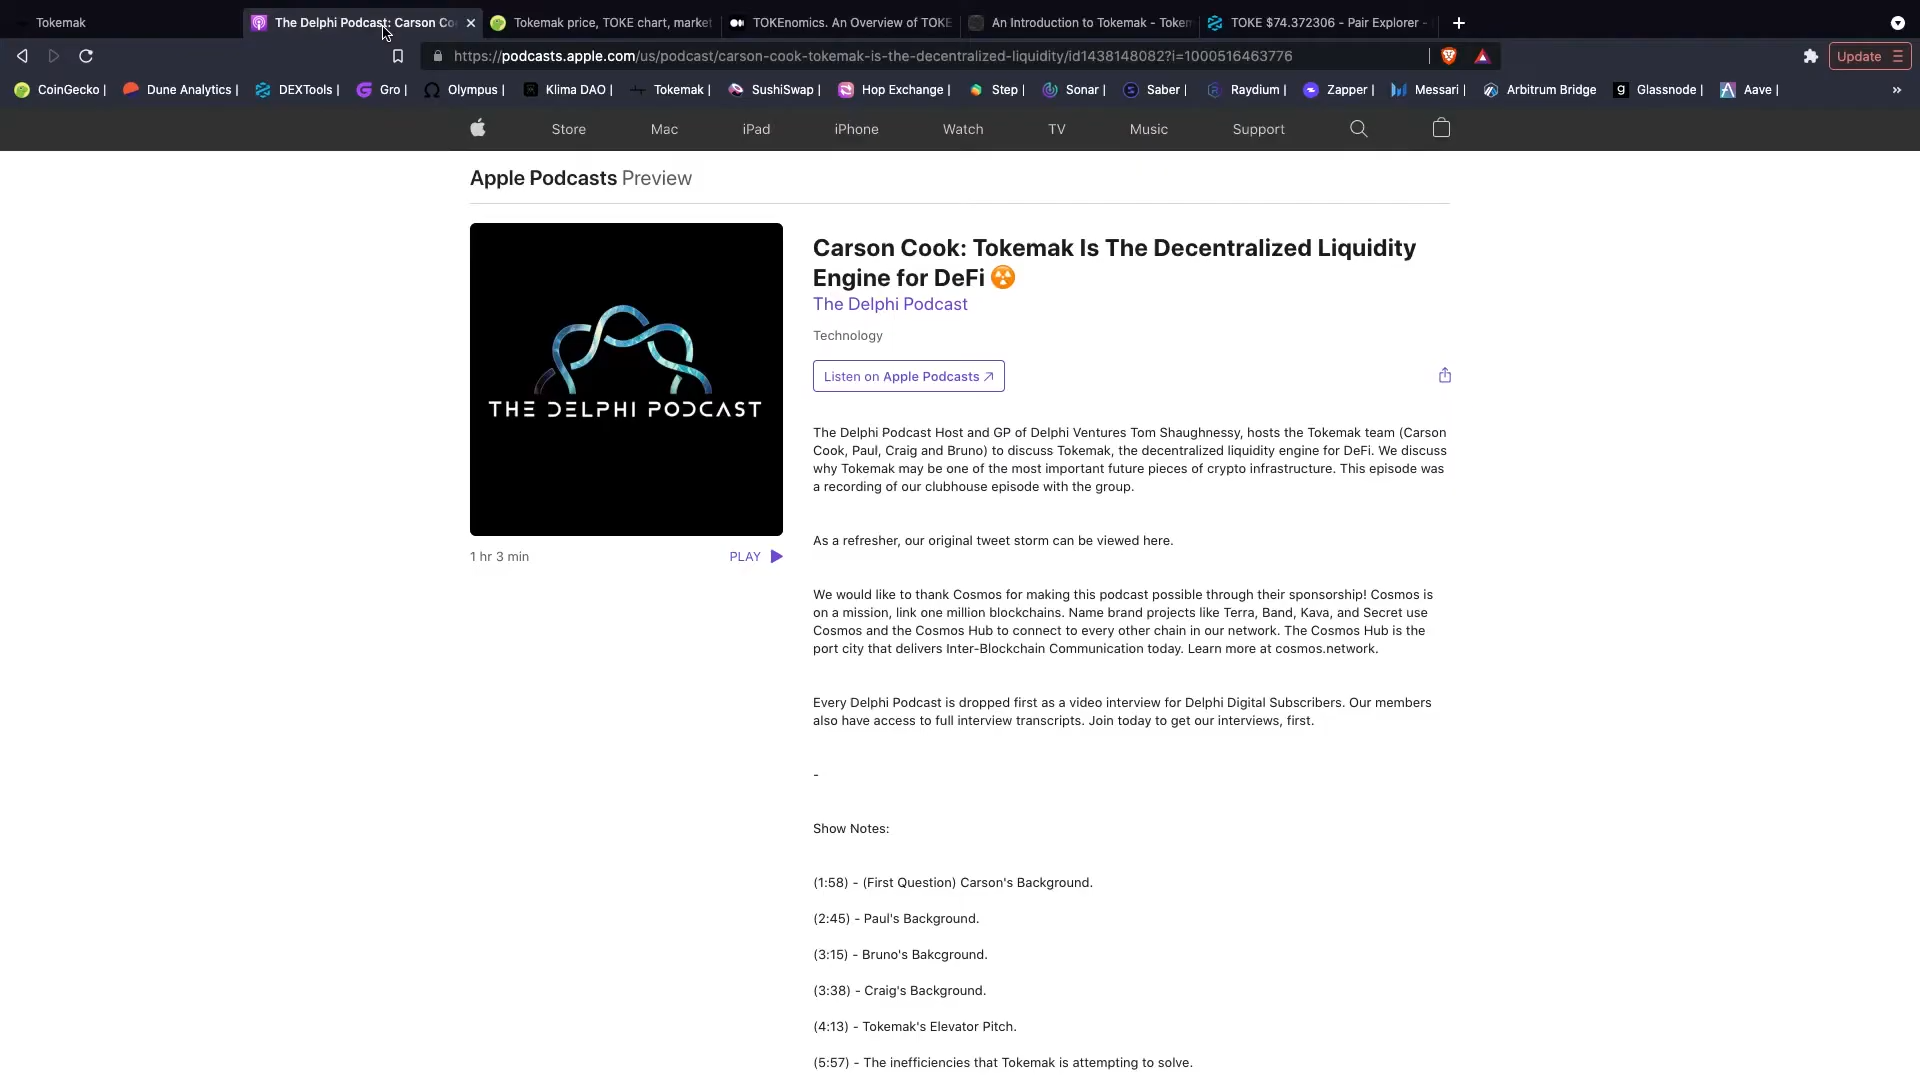 Tokemak
The Delphi Podcast: Carson Co
Tokemak price, TOKE chart, market
TOKEnomics. An Overview of TOKE
An Introduction to Tokemak - Tokem
TOKE $74.372306 - Pair Explorer -
https://podcasts.apple.com/us/podcast/carson-cook-tokemak-is-the-decentralized-liquidity/id1438148082?i=1000516463776
Update
CoinGecko |
Dune Analytics |
DEXTools |
Gro |
Olympus |
Klima DAO |
Tokemak |
SushiSwap |
Hop Exchange |
Step |
Sonar |
Saber |
Raydium |
Zapper |
Messari |
Arbitrum Bridge
Glassnode |
Aave |
Store
Mac
iPad
iPhone
Watch
TV
Music
Support
Apple Podcasts Preview
THE DELPHI PODCAST
1 hr 3 min
PLAY
Carson Cook: Tokemak Is The Decentralized Liquidity
Engine for DeFi ☢️
The Delphi Podcast
Technology
Listen on Apple Podcasts ↗
The Delphi Podcast Host and GP of Delphi Ventures Tom Shaughnessy, hosts the Tokemak team (Carson
Cook, Paul, Craig and Bruno) to discuss Tokemak, the decentralized liquidity engine for DeFi. We discuss
why Tokemak may be one of the most important future pieces of crypto infrastructure. This episode was
a recording of our clubhouse episode with the group.
As a refresher, our original tweet storm can be viewed here.
We would like to thank Cosmos for making this podcast possible through their sponsorship! Cosmos is
on a mission, link one million blockchains. Name brand projects like Terra, Band, Kava, and Secret use
Cosmos and the Cosmos Hub to connect to every other chain in our network. The Cosmos Hub is the
port city that delivers Inter-Blockchain Communication today. Learn more at cosmos.network.
Every Delphi Podcast is dropped first as a video interview for Delphi Digital Subscribers. Our members
also have access to full interview transcripts. Join today to get our interviews, first.
-
Show Notes:
(1:58) - (First Question) Carson's Background.
(2:45) - Paul's Background.
(3:15) - Bruno's Bakcground.
(3:38) - Craig's Background.
(4:13) - Tokemak's Elevator Pitch.
(5:57) - The inefficiencies that Tokemak is attempting to solve.